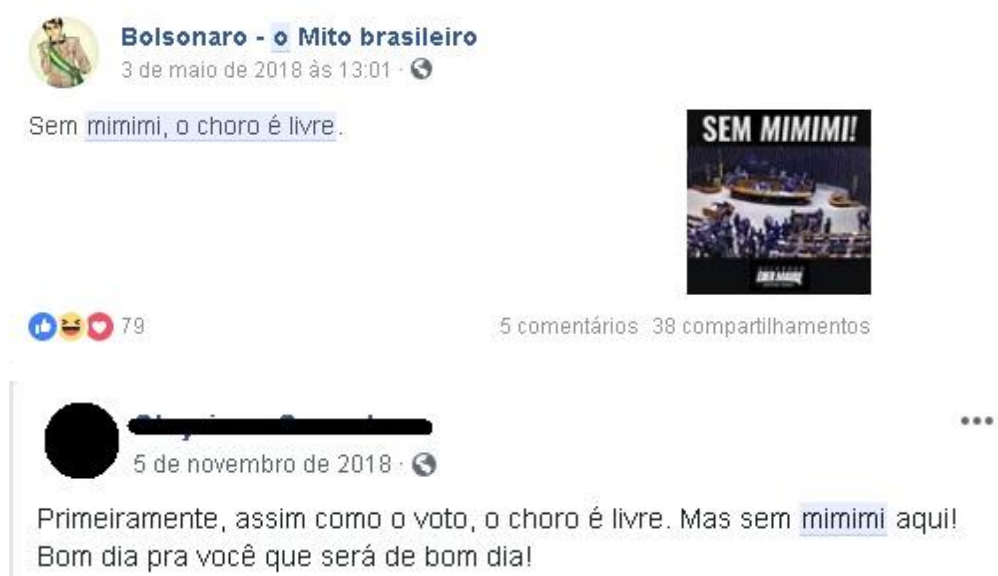 Bolsonaro - o Mito brasileiro
3 de maio de 2018 às 13:01 ·
Sem mimimi, o choro é livre.
SEM MIMIMI!
79
5 comentários 38 compartilhamentos
5 de novembro de 2018 ·
Primeiramente, assim como o voto, o choro é livre. Mas sem mimimi aqui!
Bom dia pra você que será de bom dia!